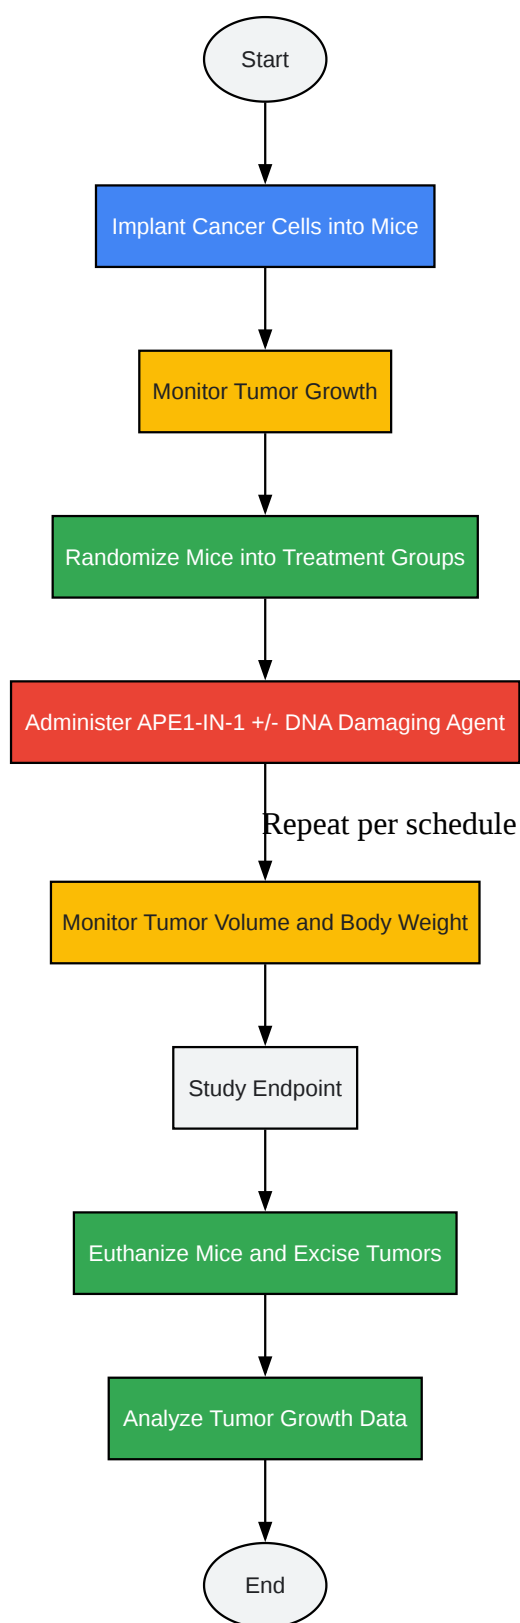 Start
Implant Cancer Cells into Mice
Monitor Tumor Growth
Randomize Mice into Treatment Groups
Administer APE1-IN-1 +/- DNA Damaging Agent
Repeat per schedule
Monitor Tumor Volume and Body Weight
Study Endpoint
Euthanize Mice and Excise Tumors
Analyze Tumor Growth Data
End